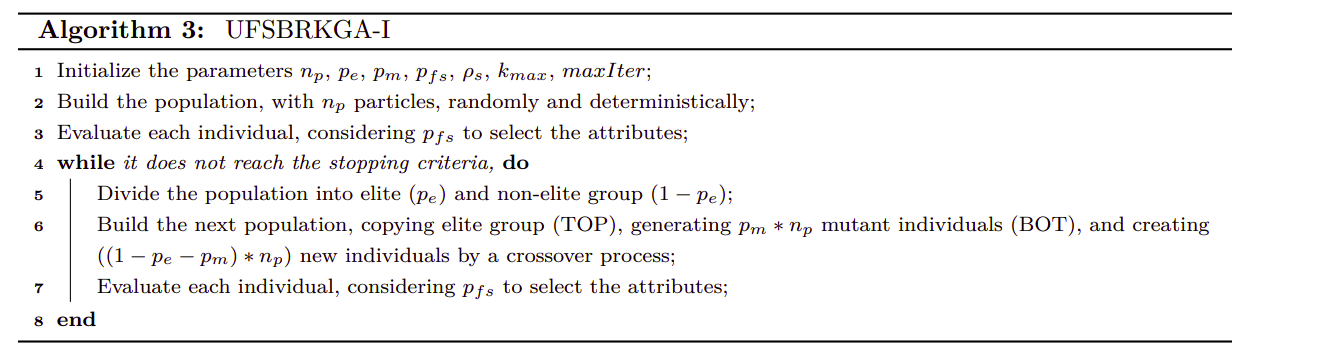 Algorithm 3: UFSBRKGA-I
1 Initialize the parameters n_p, p_e, p_m, p_{fs}, ρ_s, k_{max}, maxIter;
2 Build the population, with n_p particles, randomly and deterministically;
3 Evaluate each individual, considering p_{fs} to select the attributes;
4 while it does not reach the stopping criteria, do
5 Divide the population into elite (p_e) and non-elite group (1 − p_e);
6 Build the next population, copying elite group (TOP), generating p_m ∗ n_p mutant individuals (BOT), and creating
((1 − p_e − p_m) ∗ n_p) new individuals by a crossover process;
7 Evaluate each individual, considering p_{fs} to select the attributes;
8 end